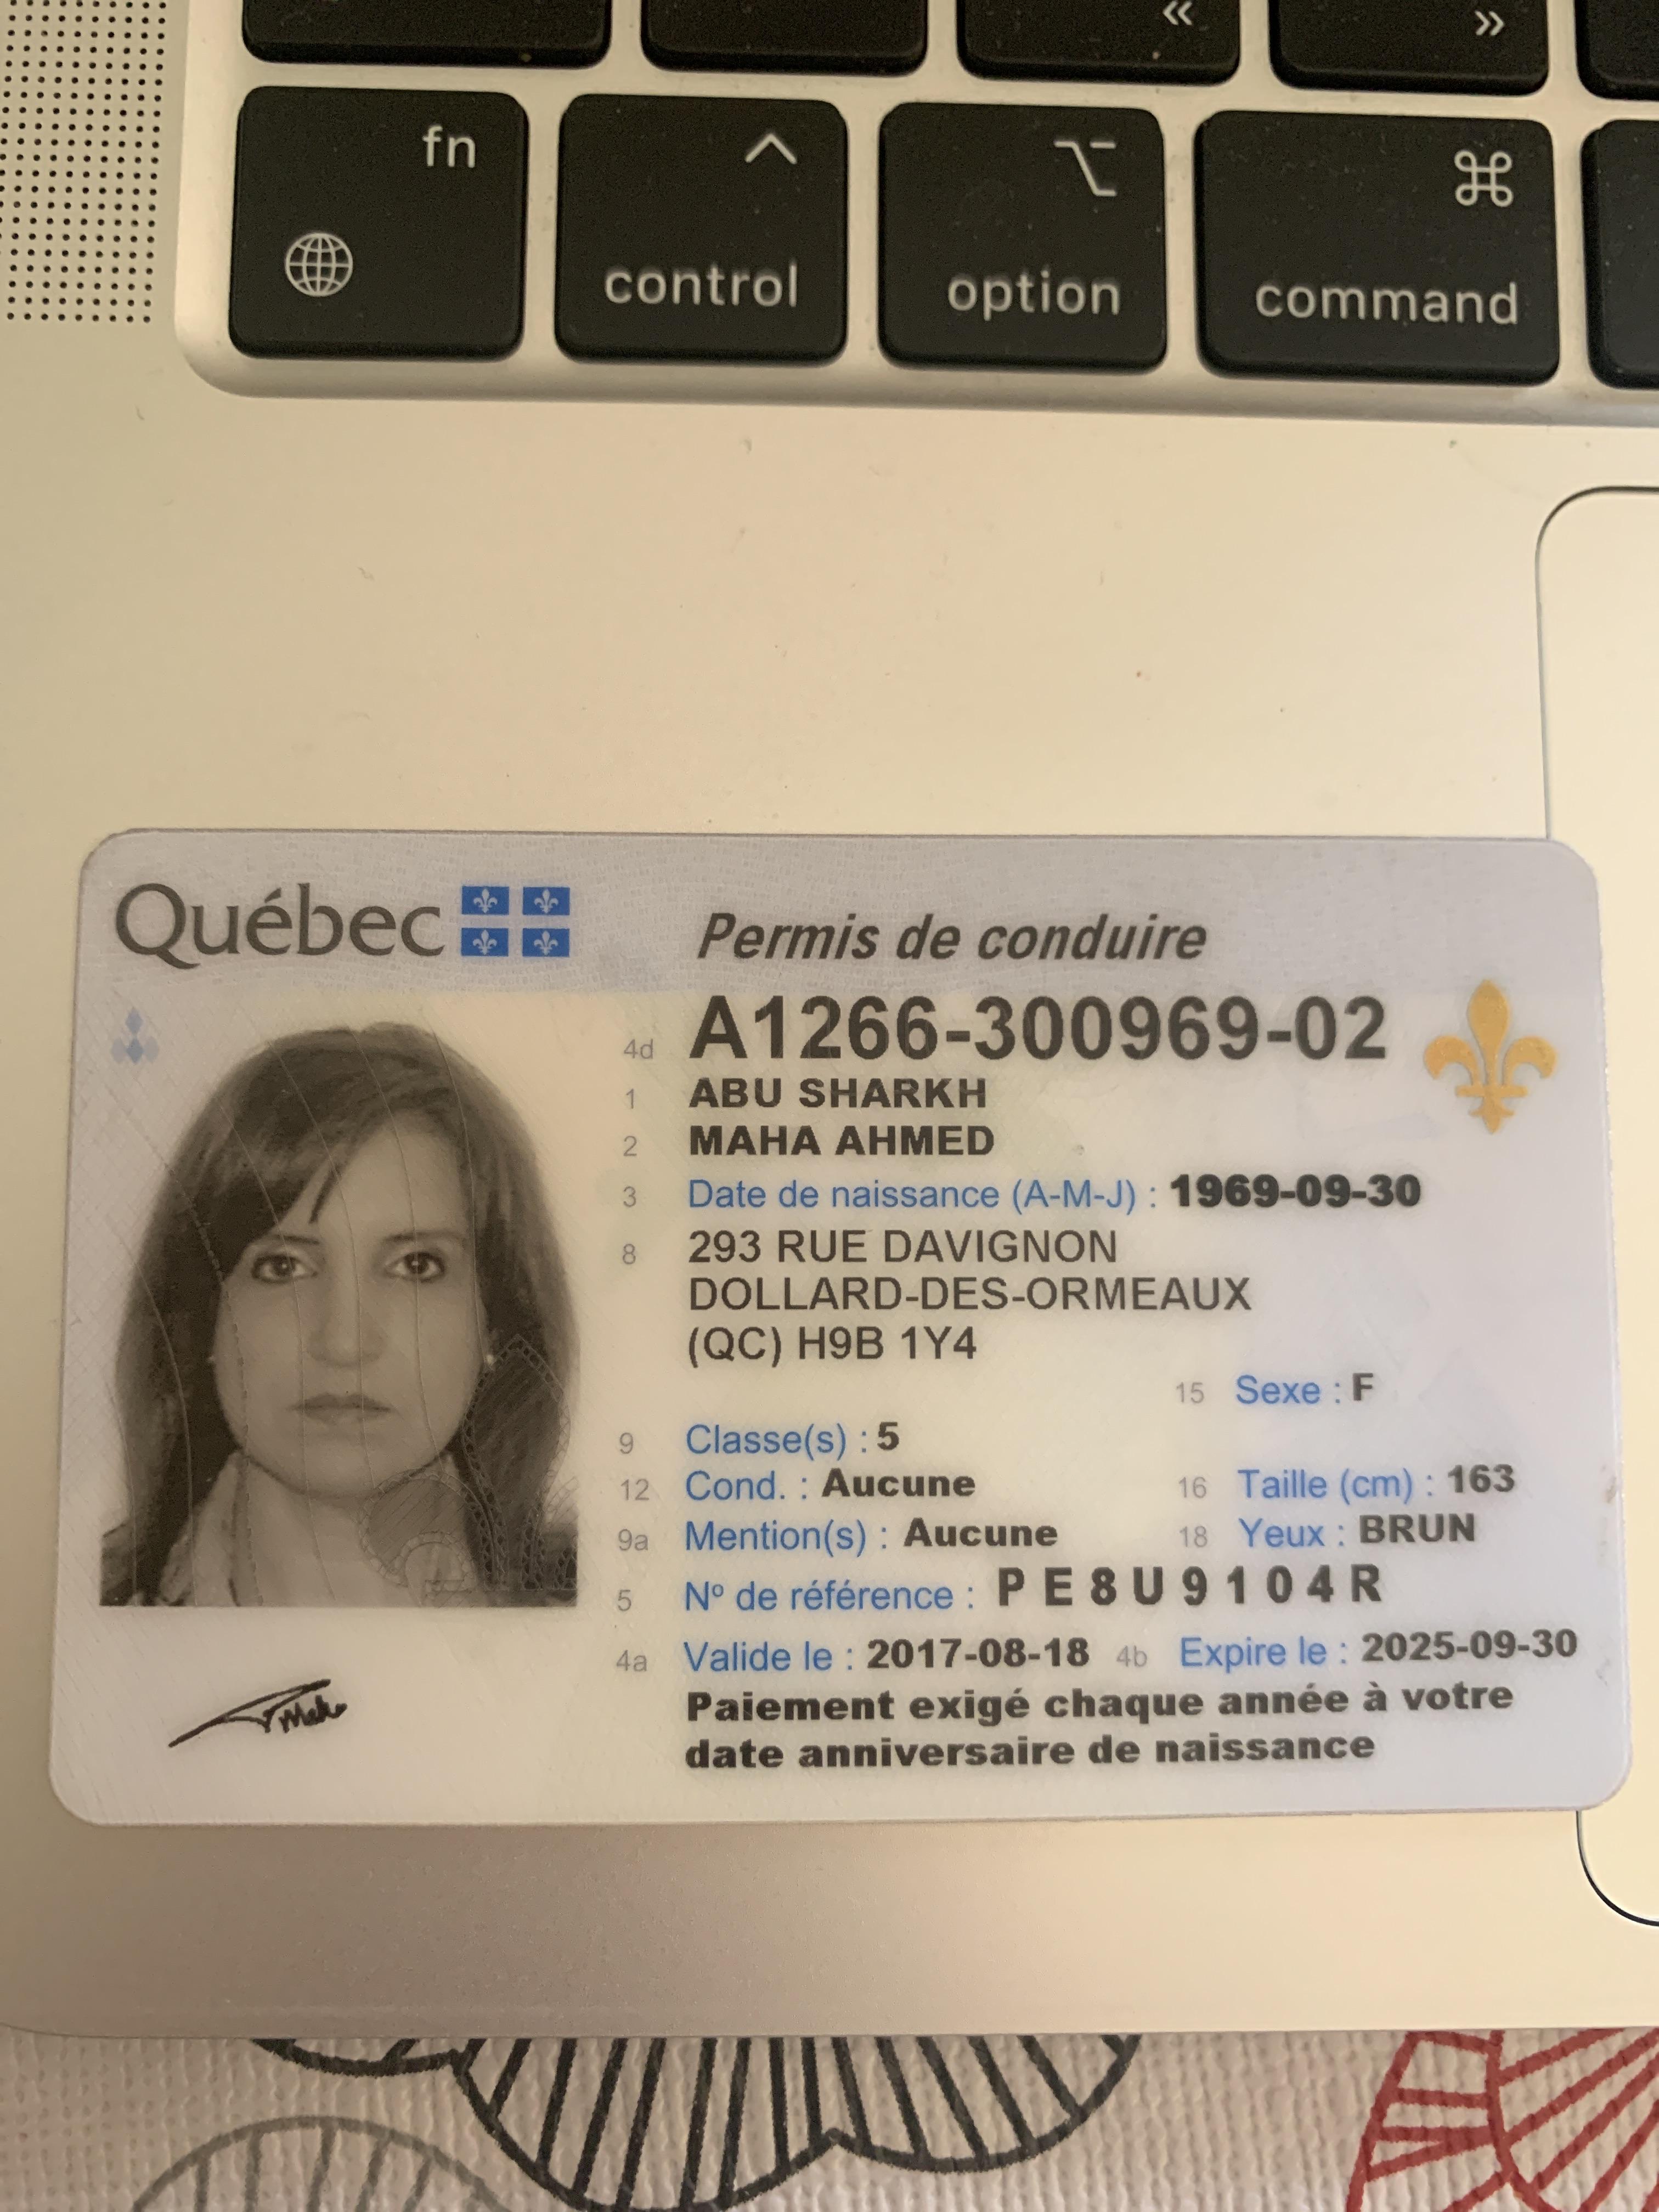 «
»
fn
control
option
command
Québec
Permis de conduire
4d A1266-300969-02
1 ABU SHARKH
2 MAHA AHMED
3 Date de naissance (A-M-J) : 1969-09-30
8 293 RUE DAVIGNON
DOLLARD-DES-ORMEAUX
(QC) H9B 1Y4
15 Sexe : F
9 Classe(s) : 5
12 Cond. : Aucune 16 Taille (cm) : 163
9a Mention(s) : Aucune 18 Yeux : BRUN
5 Nº de référence : PE8U9104R
4a Valide le : 2017-08-18 4b Expire le : 2025-09-30
Paiement exigé chaque année à votre
date anniversaire de naissance